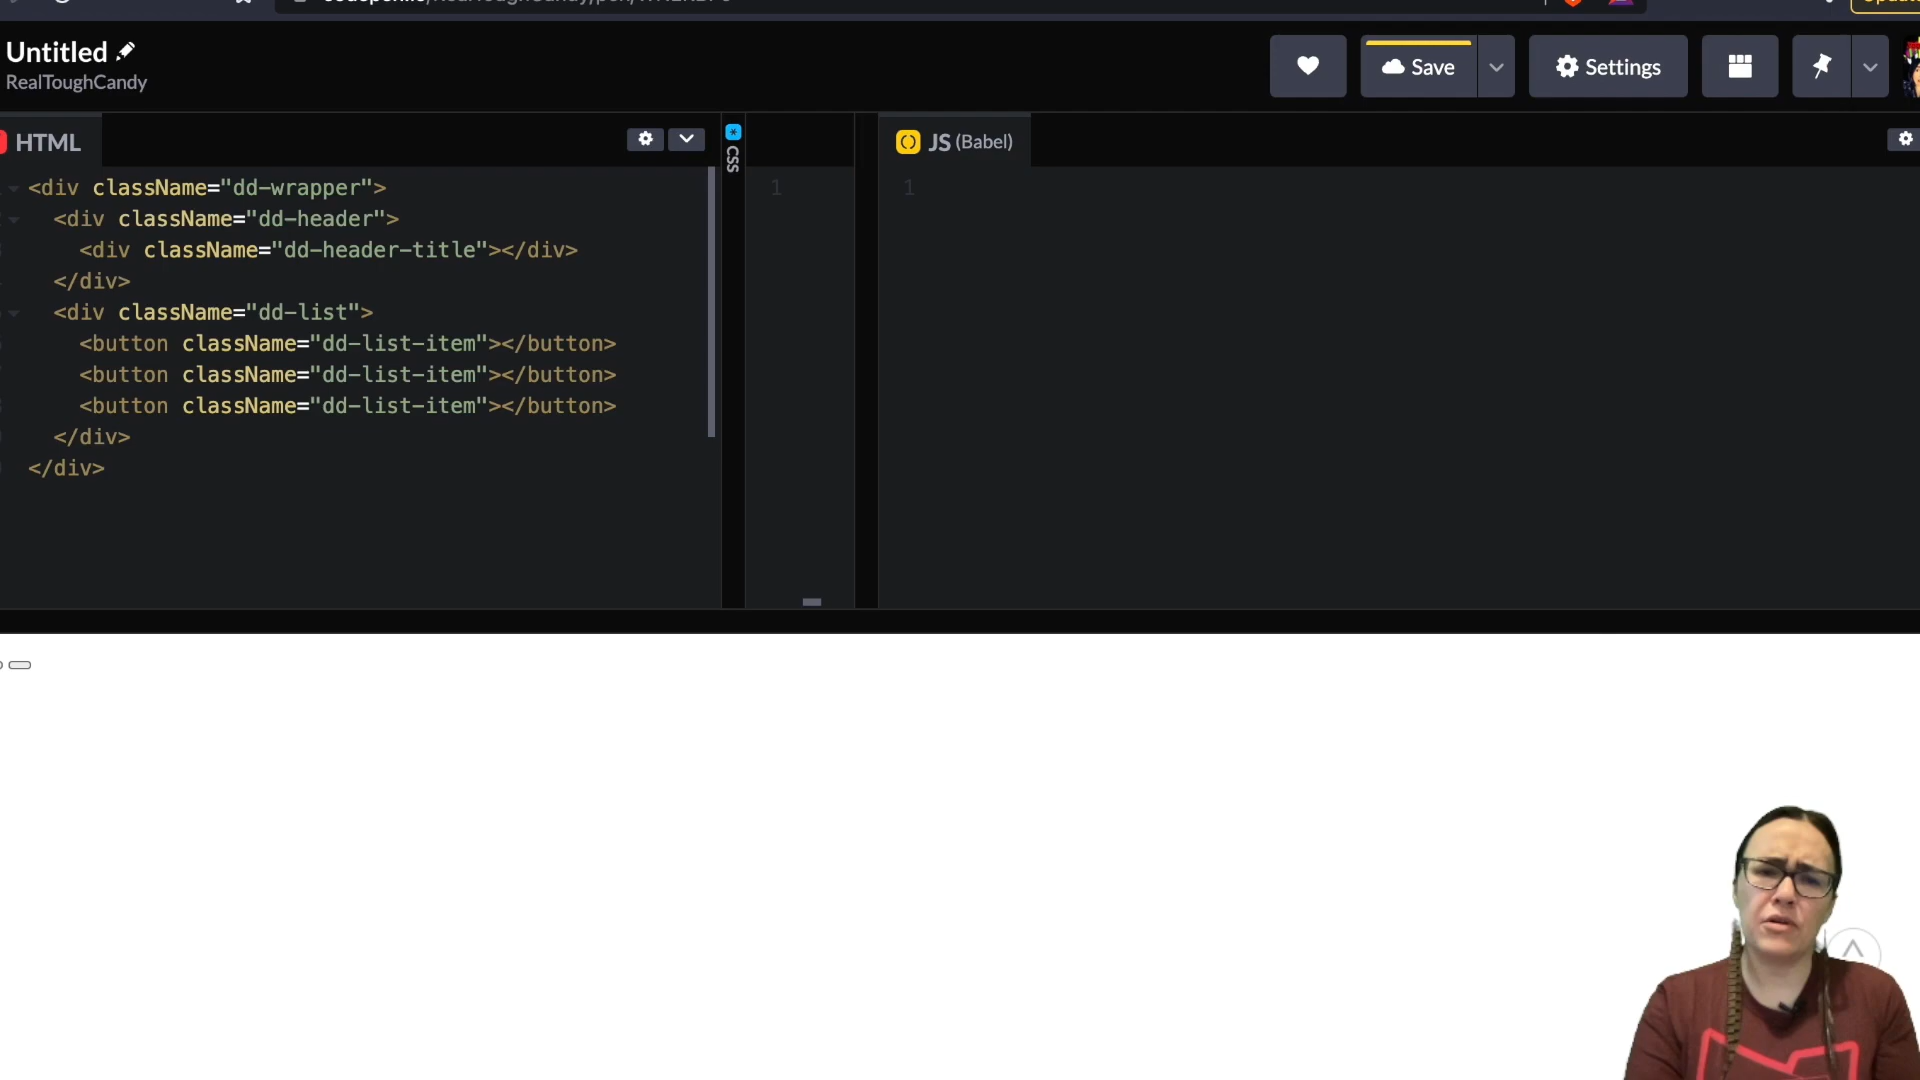 Untitled
RealToughCandy
Save
Settings
HTML
CSS
JS (Babel)
<div className="dd-wrapper">
<div className="dd-header">
<div className="dd-header-title"></div>
</div>
<div className="dd-list">
<button className="dd-list-item"></button>
<button className="dd-list-item"></button>
<button className="dd-list-item"></button>
</div>
</div>
1
1